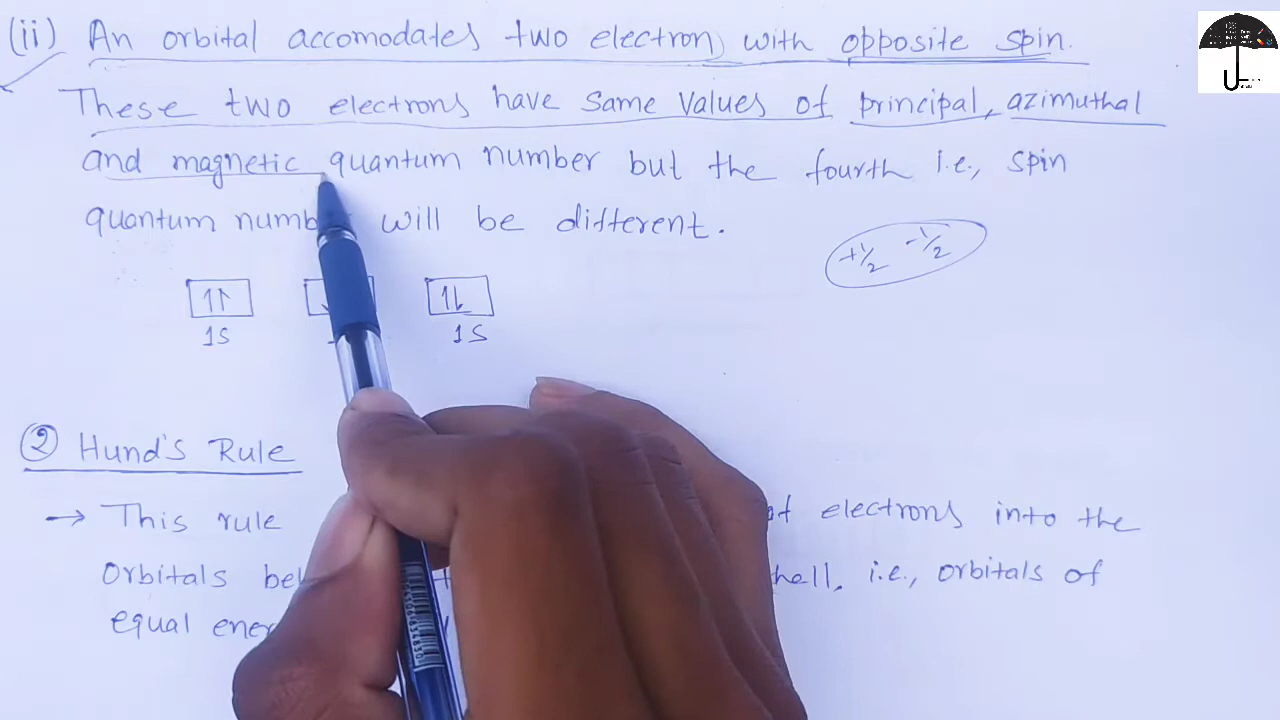 (ii) An orbital accomodates two electron with opposite spin.
These two electrons have same values of principal, azimuthal
and magnetic quantum number but the fourth i.e., spin
quantum number will be different.
+1/2 -1/2
1S 1S
② Hund's Rule
→ This rule of electrons into the
orbitals i.e., orbitals of
equal